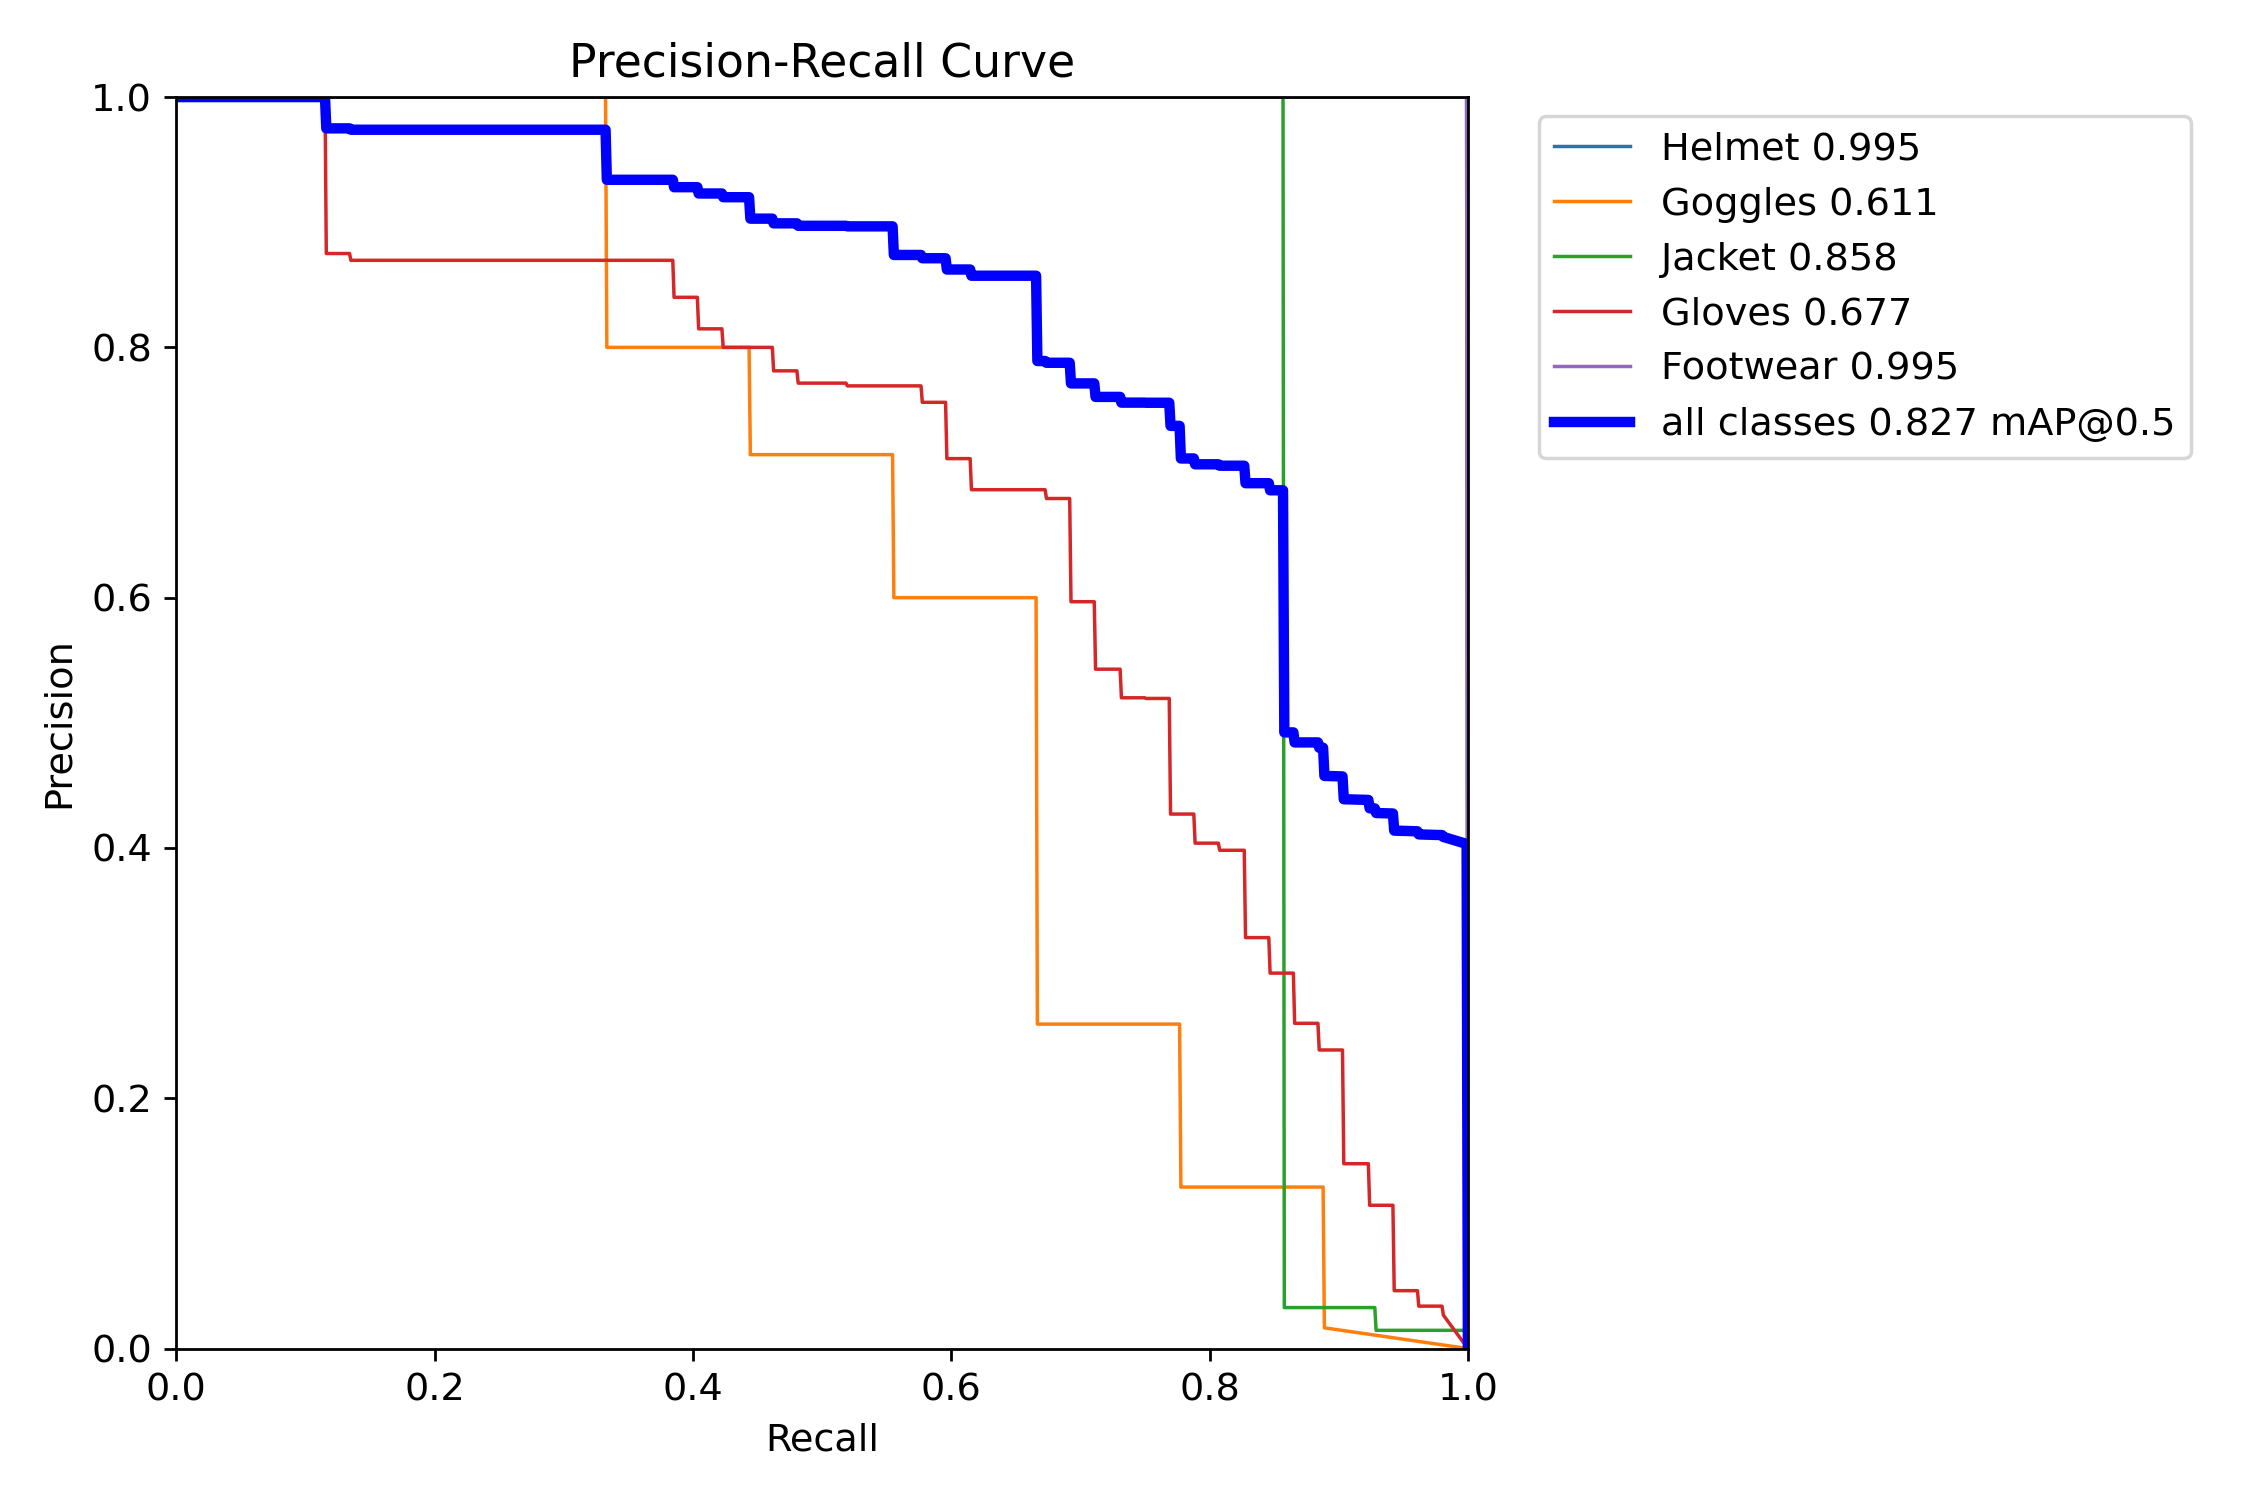 Precision-Recall Curve
1.0
0.8
0.6
0.4
0.2
0.0
Precision
0.0 0.2 0.4 0.6 0.8 1.0
Recall
Helmet 0.995
Goggles 0.611
Jacket 0.858
Gloves 0.677
Footwear 0.995
all classes 0.827 mAP@0.5